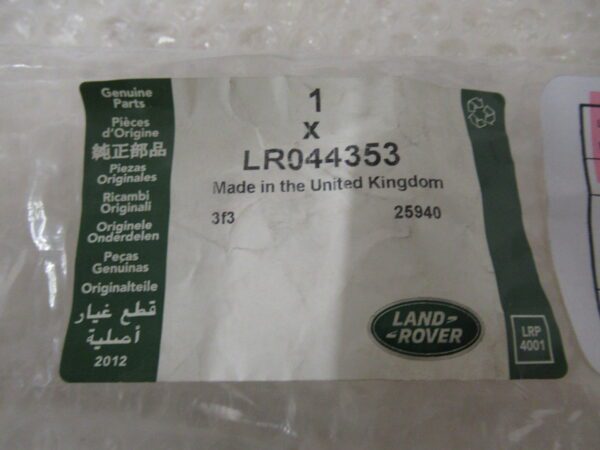 Genuine
Parts
Pièces
d'Origine
純正部品
Piezas
Originales
Ricambi
Originali
Originele
Onderdelen
Peças
Genuinas
Originalteile
قطع غيار
أصلية
2012
1
x
LR044353
Made in the United Kingdom
3f3 25940
LAND-
-ROVER
LRP
4001